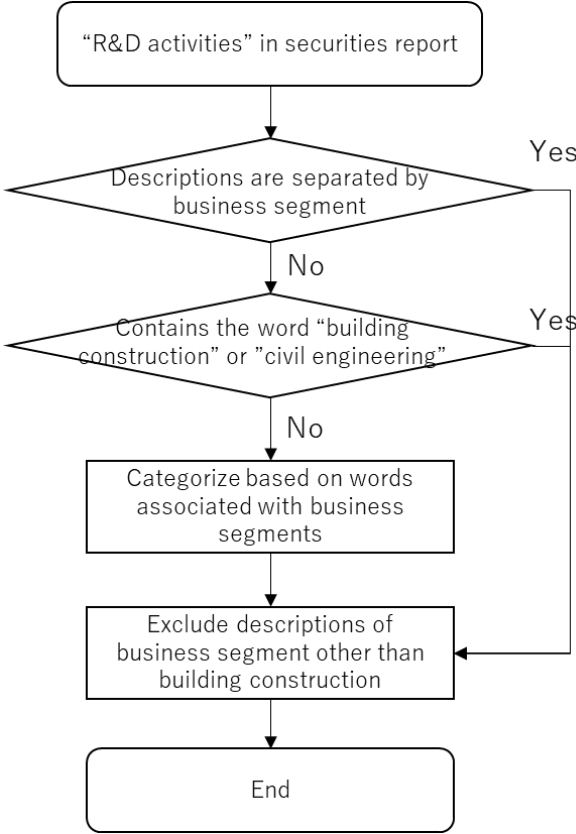 “R&D activities” in securities report
Yes
Descriptions are separated by
business segment
No
Yes
Contains the word “building
construction” or ”civil engineering”
No
Categorize based on words
associated with business
segments
Exclude descriptions of
business segment other than
building construction
End